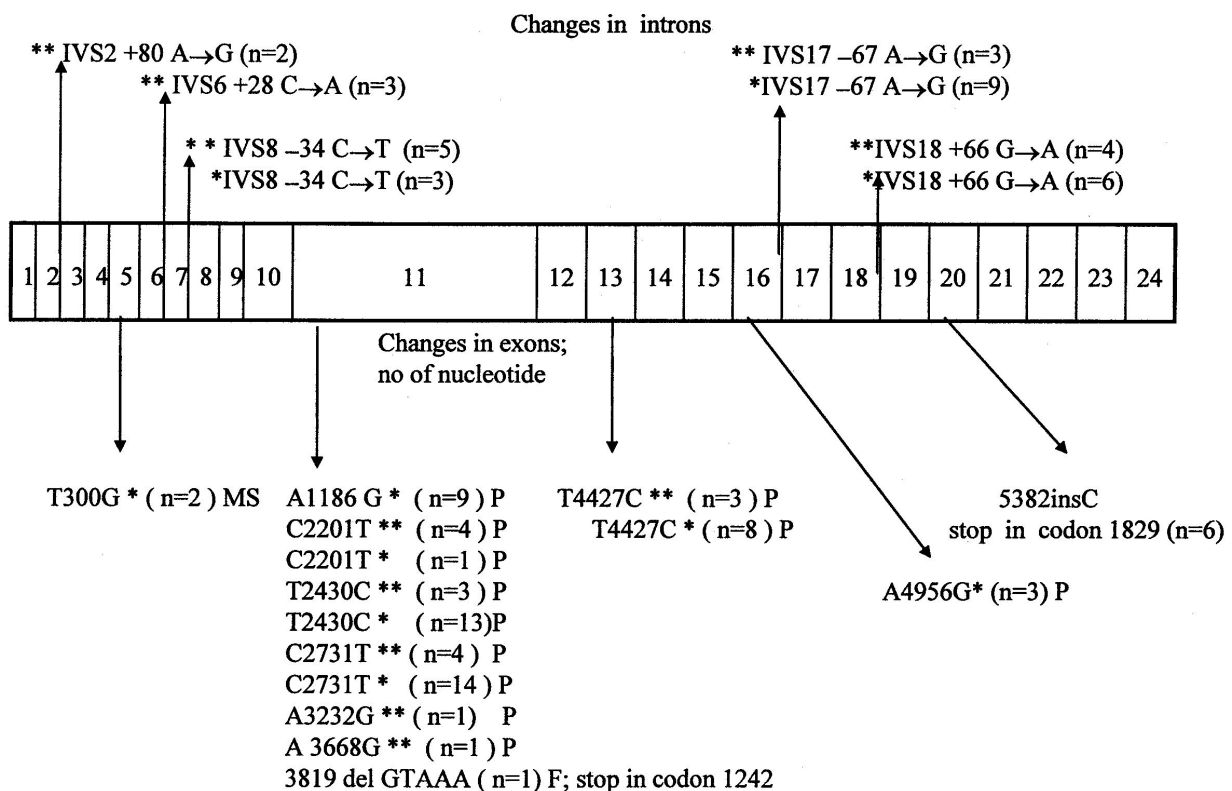 Changes in introns
** IVS2 +80 A→G (n=2)
** IVS6 +28 C→A (n=3)
* * IVS8 –34 C→T (n=5)
*IVS8 –34 C→T (n=3)
** IVS17 –67 A→G (n=3)
*IVS17 –67 A→G (n=9)
**IVS18 +66 G→A (n=4)
*IVS18 +66 G→A (n=6)
1 2 3 4 5 6 7 8 9 10 11 12 13 14 15 16 17 18 19 20 21 22 23 24
Changes in exons;
no of nucleotide
T300G * ( n=2 ) MS
A1186 G * (n=9) P
C2201T ** ( n=4 ) P
C2201T * ( n=1 ) P
T2430C ** ( n=3 ) P
T2430C * ( n=13)P
C2731T ** ( n=4 ) P
C2731T * ( n=14 ) P
A3232G ** ( n=1) P
A 3668G ** ( n=1 ) P
3819 del GTAAA ( n=1) F; stop in codon 1242
T4427C ** ( n=3 ) P
T4427C * ( n=8 ) P
A4956G* (n=3) P
5382insC
stop in codon 1829 (n=6)